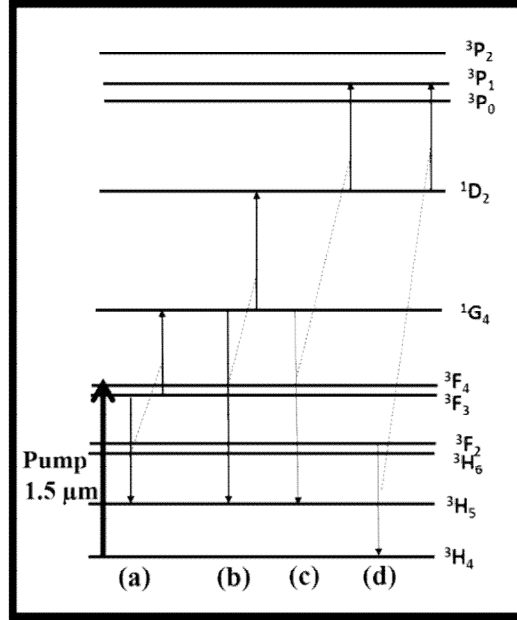 ³P₂
³P₁
³P₀
¹D₂
¹G₄
³F₄
³F₃
³F₂
³H₆
Pump
1.5 μm
³H₅
³H₄
(a) (b) (c) (d)